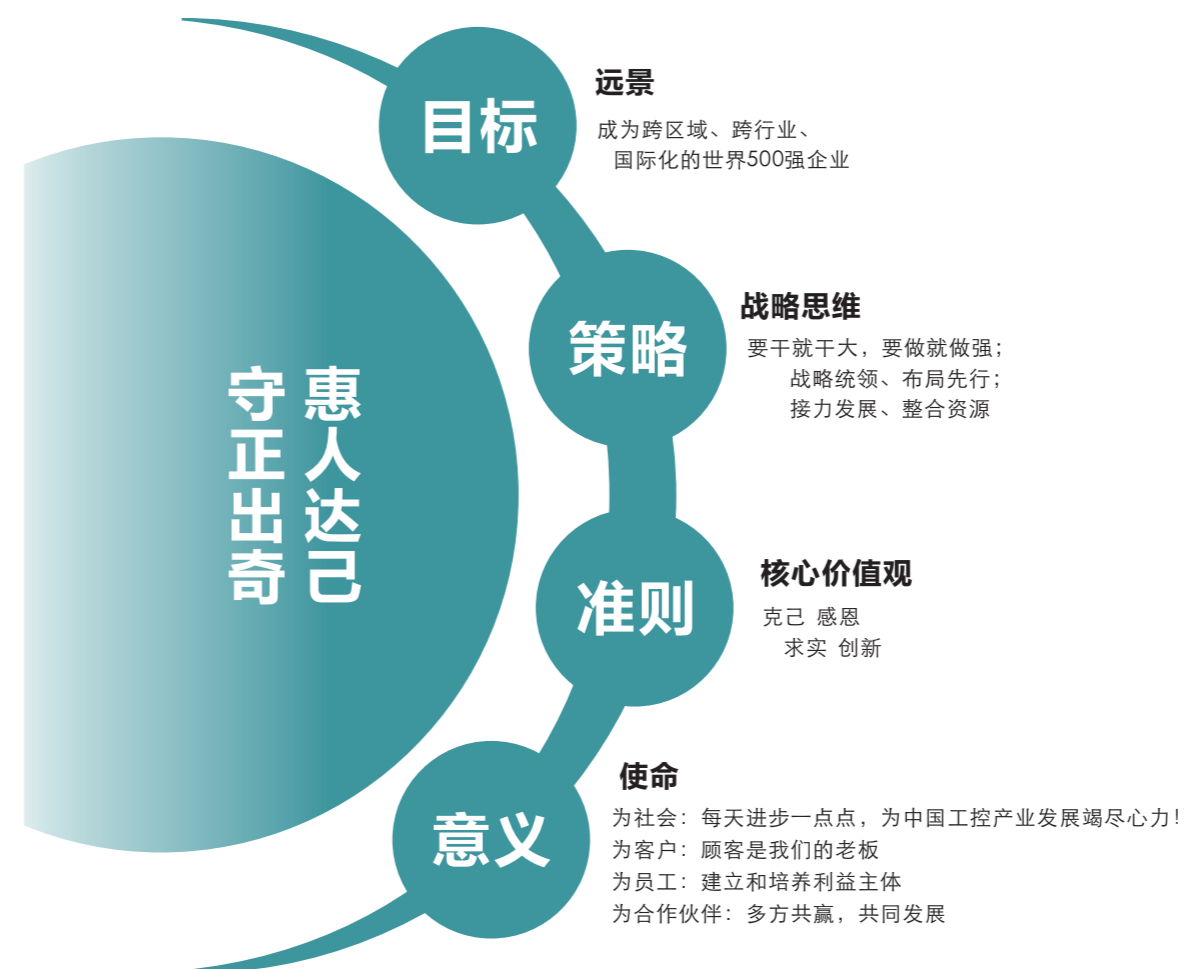 惠人达己
守正出奇
目标
远景
成为跨区域、跨行业、
国际化的世界500强企业
策略
战略思维
要干就干大，要做就做强；
战略统领、布局先行；
接力发展、整合资源
准则
核心价值观
克己 感恩
求实 创新
意义
使命
为社会：每天进步一点点，为中国工控产业发展竭尽心力！
为客户：顾客是我们的老板
为员工：建立和培养利益主体
为合作伙伴：多方共赢，共同发展